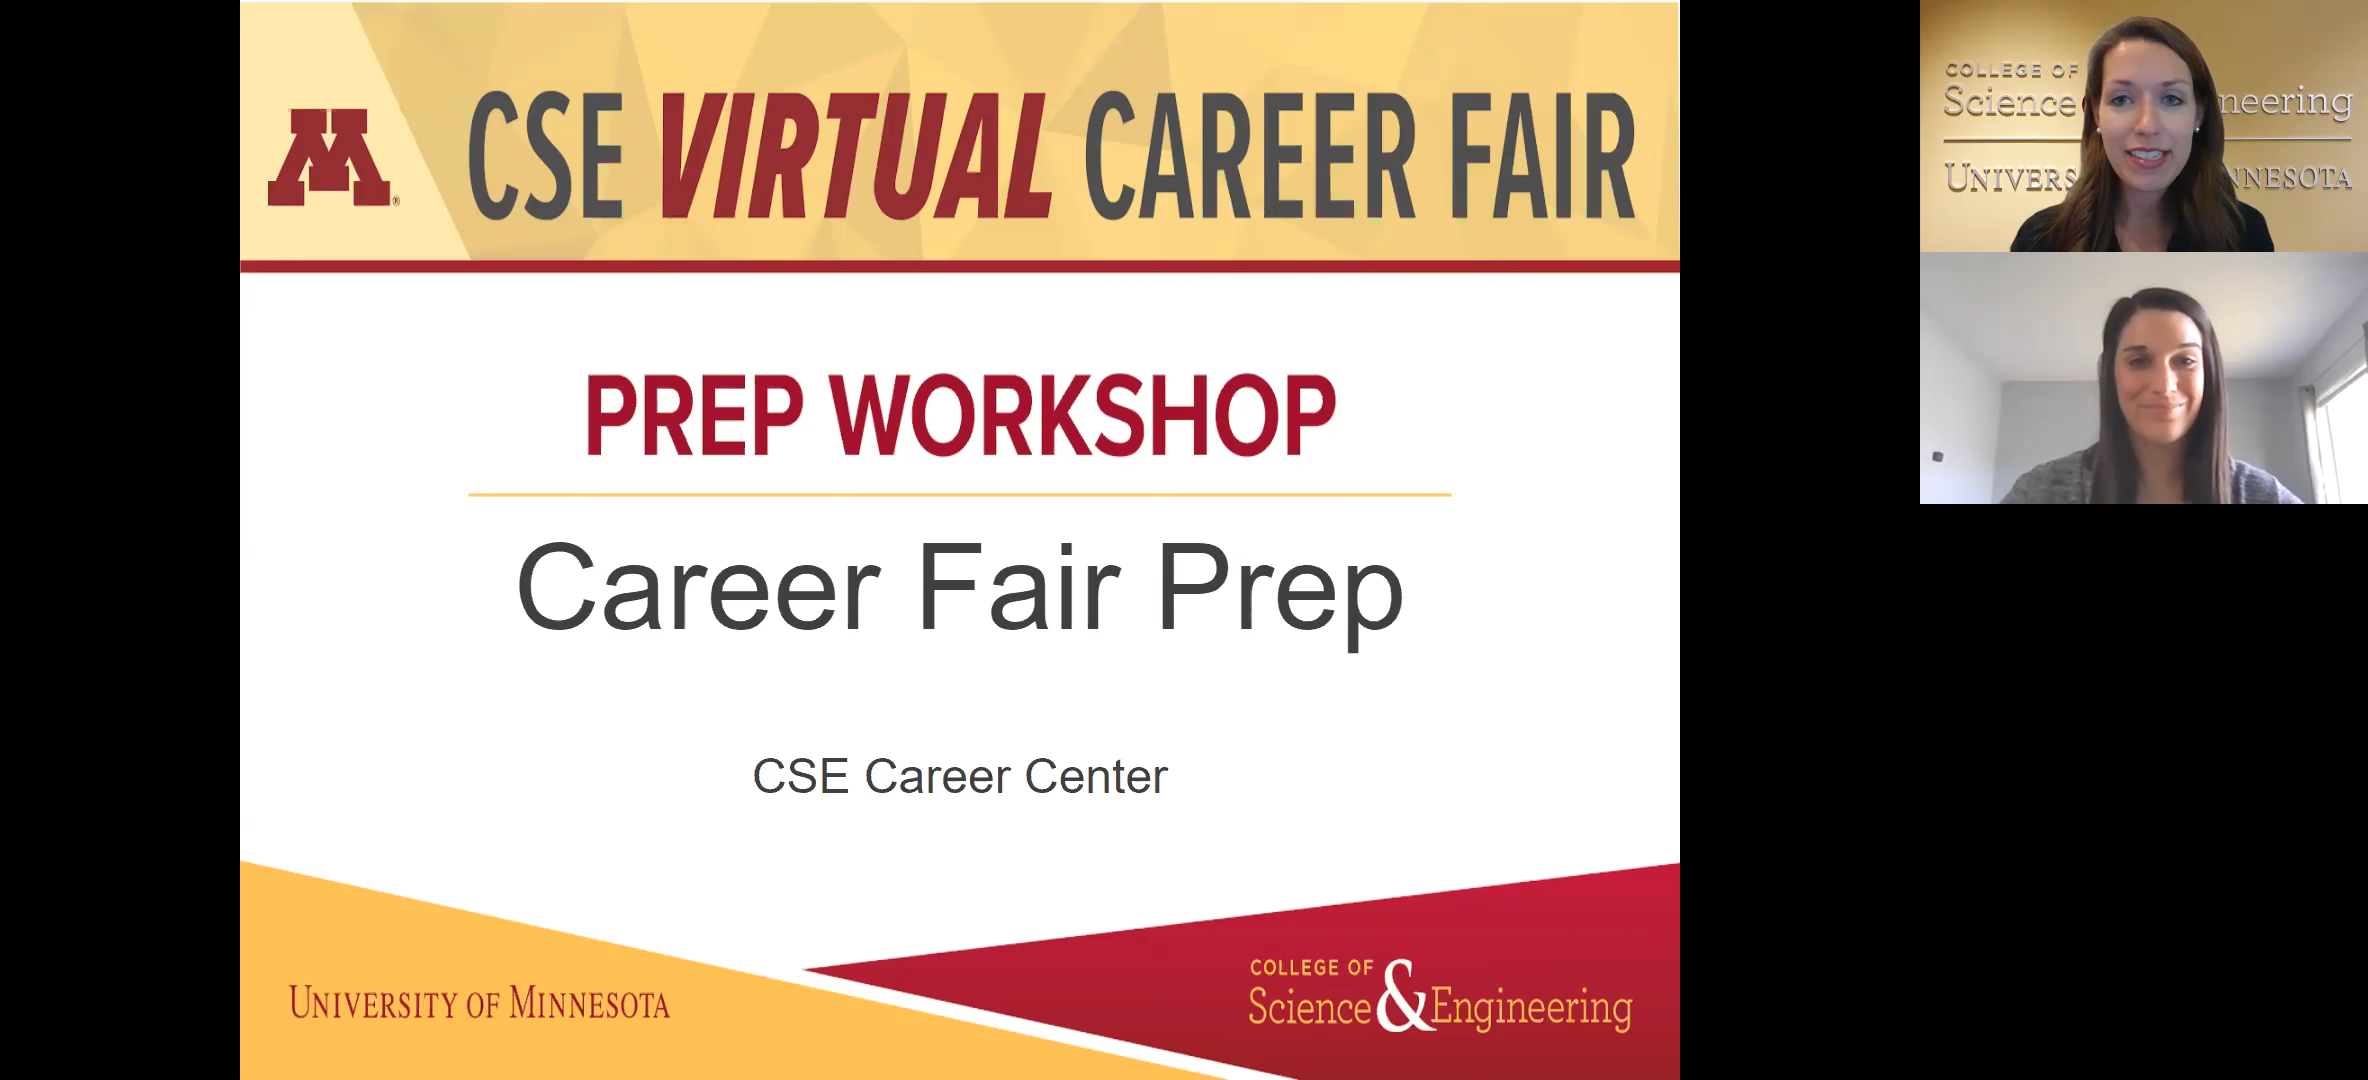 M
®
CSE VIRTUAL CAREER FAIR
PREP WORKSHOP
Career Fair Prep
CSE Career Center
UNIVERSITY OF MINNESOTA
COLLEGE OF
Science & Engineering
COLLEGE OF
Science neering
UNIVERS NNESOTA